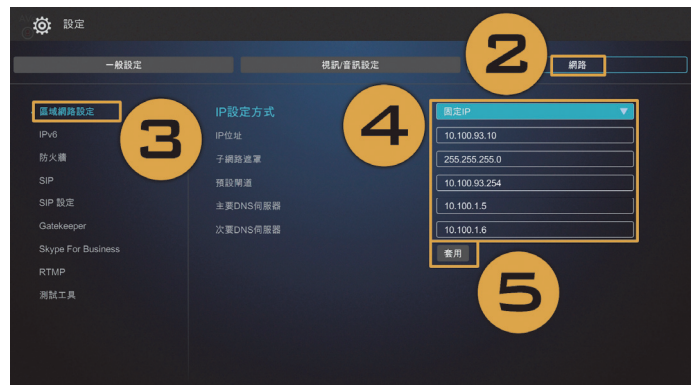 設定
一般設定
視訊/音訊設定
2
網路
3
區域網路設定
IPv6
防火牆
SIP
SIP 設定
Gatekeeper
Skype For Business
RTMP
測試工具
4
IP設定方式
固定IP
IP位址
10.100.93.10
子網路遮罩
255.255.255.0
預設閘道
10.100.93.254
主要DNS伺服器
10.100.1.5
次要DNS伺服器
10.100.1.6
套用
5